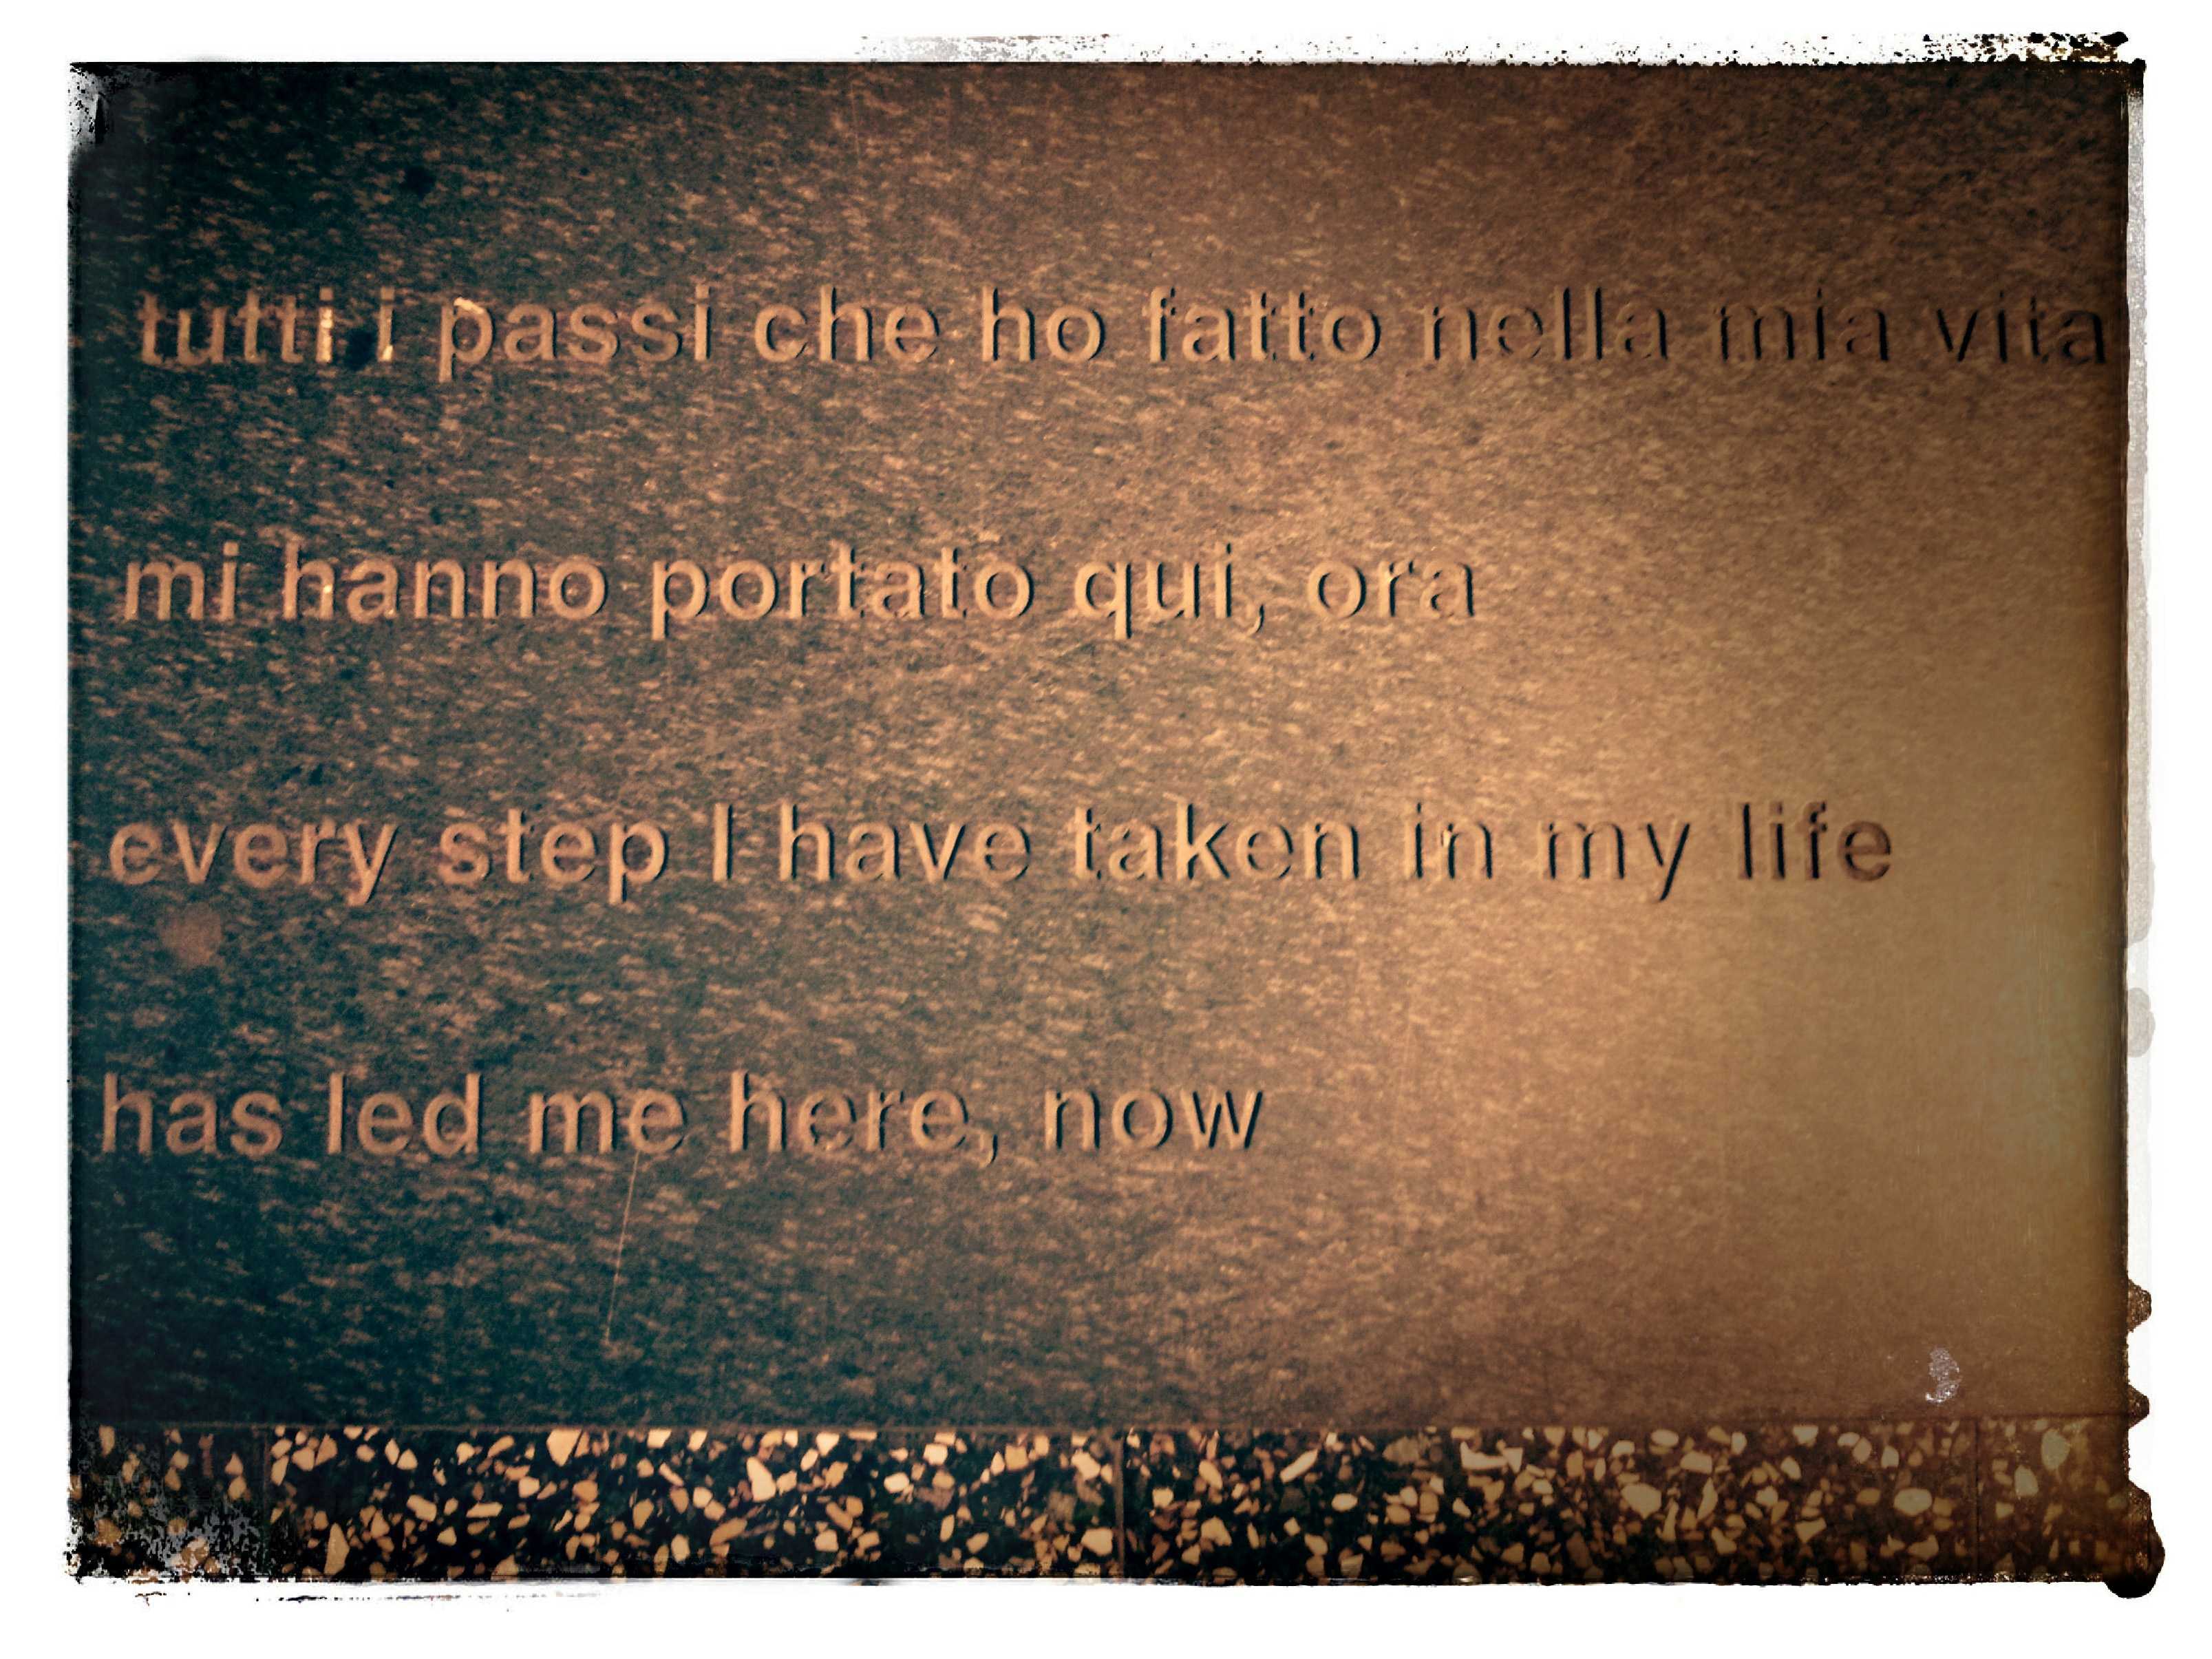 tutti i passi che ho fatto nella mia vita
mi hanno portato qui, ora
every step I have taken in my life
has led me here, now